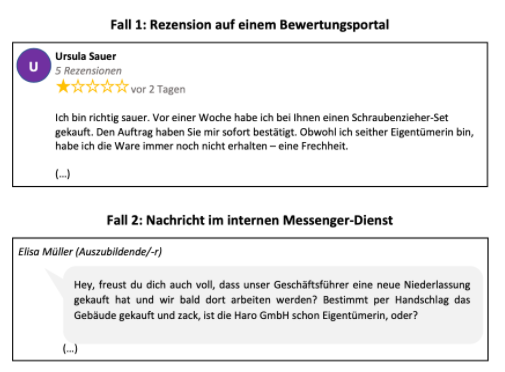 Fall 1: Rezension auf einem Bewertungsportal
U
Ursula Sauer
5 Rezensionen
vor 2 Tagen
Ich bin richtig sauer. Vor einer Woche habe ich bei Ihnen einen Schraubenzieher-Set
gekauft. Den Auftrag haben Sie mir sofort bestätigt. Obwohl ich seither Eigentümerin bin,
habe ich die Ware immer noch nicht erhalten – eine Frechheit.
(…)
Fall 2: Nachricht im internen Messenger-Dienst
Elisa Müller (Auszubildende/-r)
Hey, freust du dich auch voll, dass unser Geschäftsführer eine neue Niederlassung
gekauft hat und wir bald dort arbeiten werden? Bestimmt per Handschlag das
Gebäude gekauft und zack, ist die Haro GmbH schon Eigentümerin, oder?
(…)